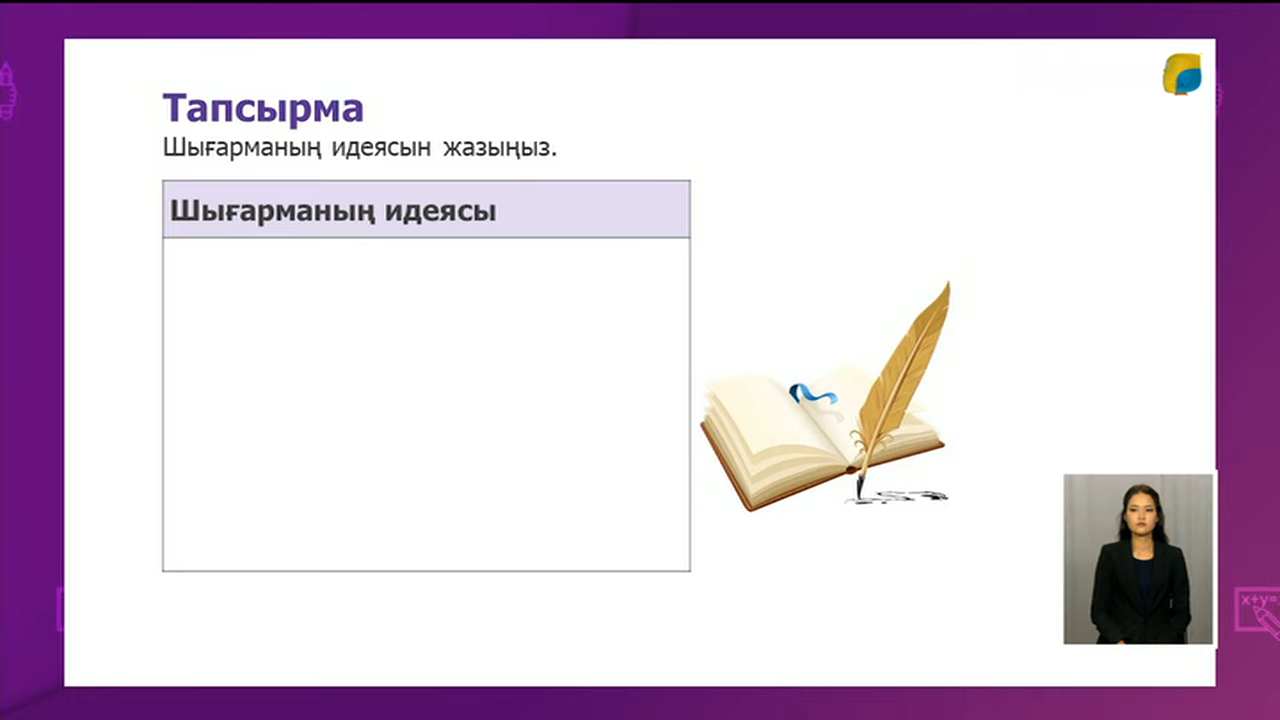 Тапсырма
Шығарманың идеясын жазыңыз.
Шығарманың идеясы
x+y=